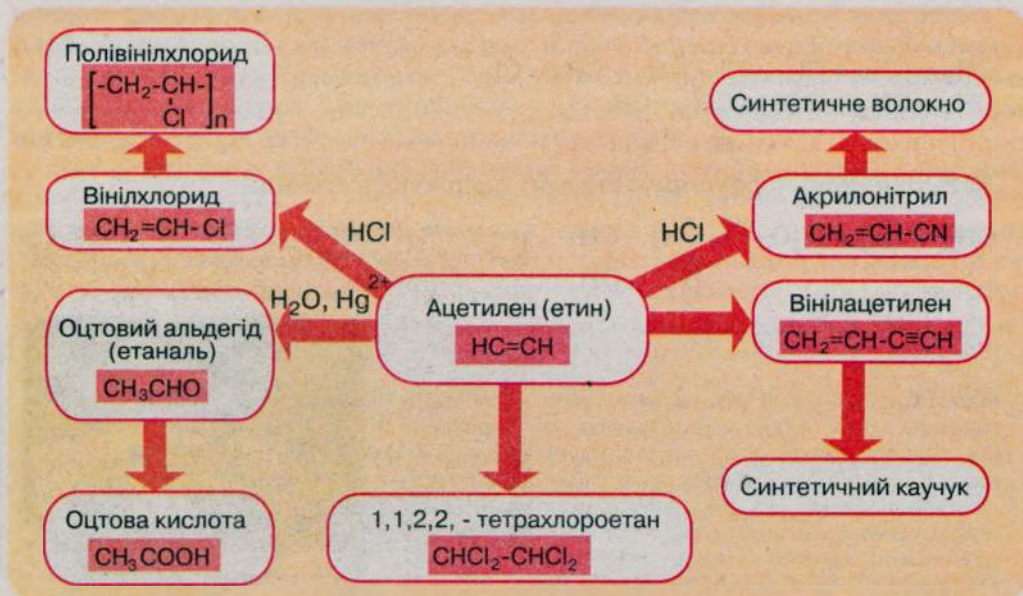 Полівінілхлорид
[-CH₂-CH-]n
Cl
Синтетичне волокно
Вінілхлорид
CH₂=CH-Cl
Акрилонітрил
CH₂=CH-CN
HCl
HCl
H₂O, Hg²⁺
Ацетилен (етин)
HC=CH
Вінілацетилен
CH₂=CH-C≡CH
Оцтовий альдегід
(етаналь)
CH₃CHO
Синтетичний каучук
Оцтова кислота
CH₃COOH
1,1,2,2, - тетрахлороетан
CHCl₂-CHCl₂